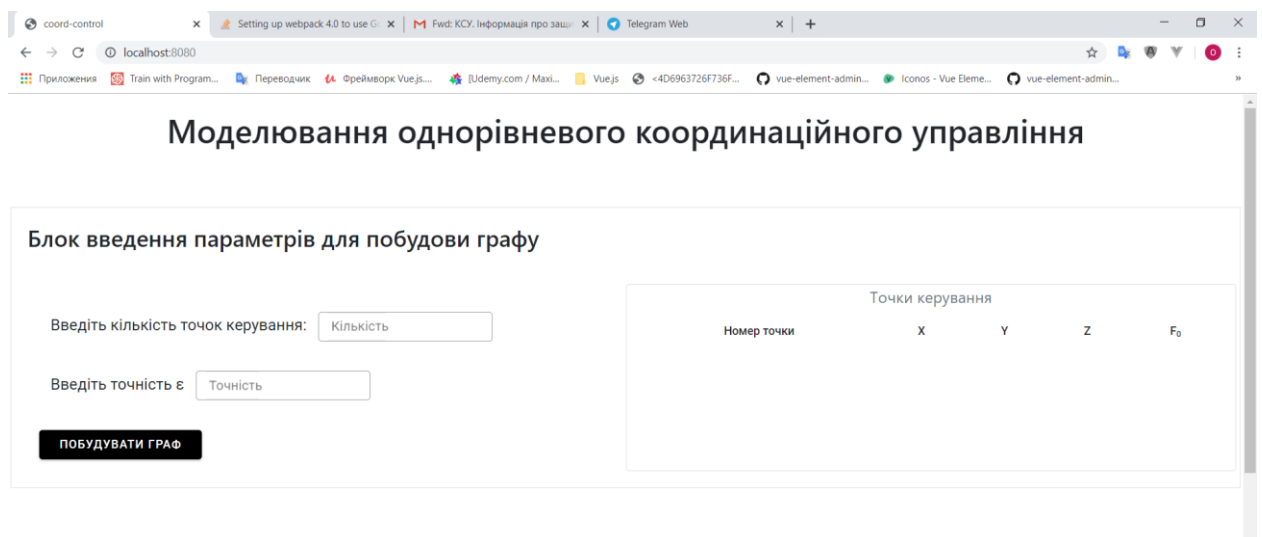 coord-control
Setting up webpack 4.0 to use G
Fwd: КСУ. Інформація про защи
Telegram Web
localhost:8080
Приложения
Train with Program...
Переводчик
Фреймворк Vue.js....
[Udemy.com / Maxi...
Vue.js
<4D6963726F736F...
vue-element-admin...
Iconos - Vue Eleme...
vue-element-admin...
Моделювання однорівневого координаційного управління
Блок введення параметрів для побудови графу
Введіть кількість точок керування: Кількість
Введіть точність ε Точність
ПОБУДУВАТИ ГРАФ
Точки керування
Номер точки X Y Z F₀